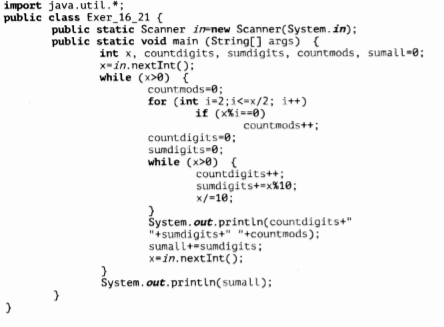 import java.util.*;
public class Exer_16_21 {
public static Scanner in=new Scanner(System.in);
public static void main (String[] args) {
int x, countdigits, sumdigits, countmods, sumall=0;
x=in.nextInt();
while (x>0) {
countmods=0;
for (int i=2;i<=x/2; i++)
if (x%i==0)
countmods++;
countdigits=0;
sumdigits=0;
while (x>0) {
countdigits++;
sumdigits+=x%10;
x/=10;
}
System.out.println(countdigits+"
"+sumdigits+" "+countmods);
sumall+=sumdigits;
x=in.nextInt();
}
System.out.println(sumall);
}
}